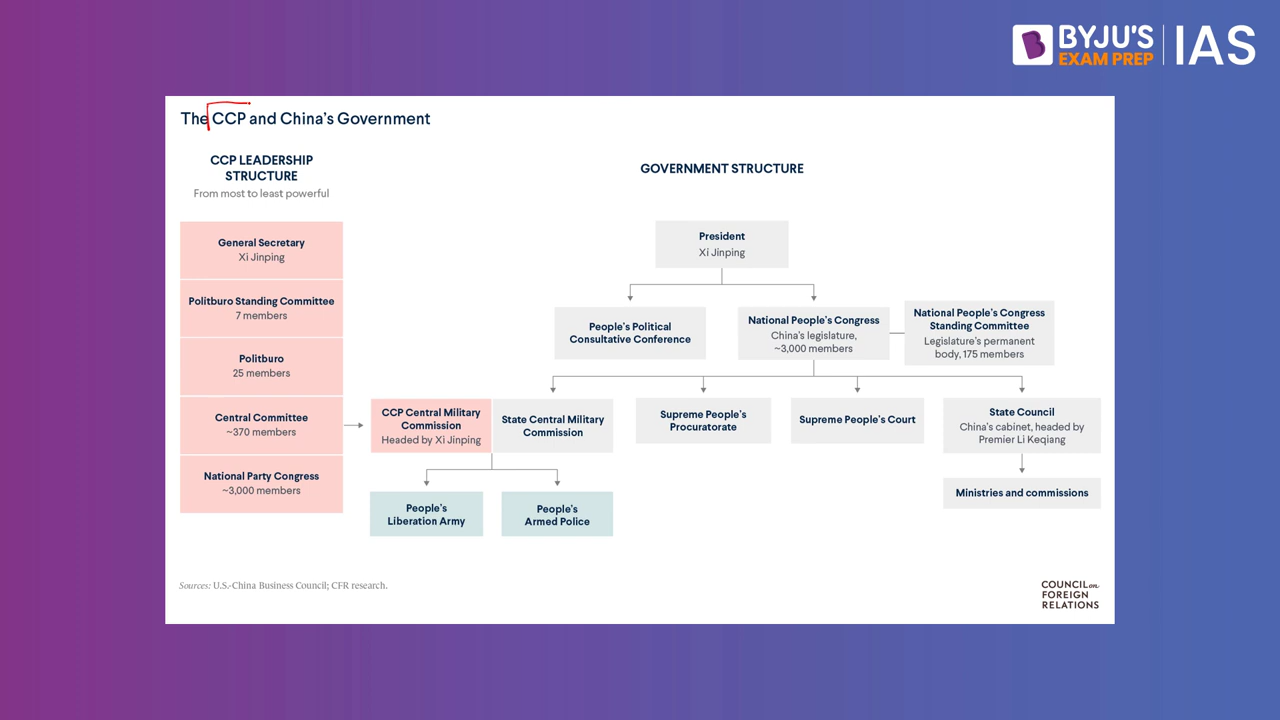 BYJU'S
EXAM PREP
IAS
The CCP and China's Government
CCP LEADERSHIP
STRUCTURE
From most to least powerful
General Secretary
Xi Jinping
Politburo Standing Committee
7 members
Politburo
25 members
Central Committee
~370 members
National Party Congress
~3,000 members
GOVERNMENT STRUCTURE
President
Xi Jinping
People's Political
Consultative Conference
National People's Congress
China's legislature,
~3,000 members
National People's Congress
Standing Committee
Legislature's permanent
body, 175 members
CCP Central Military
Commission
Headed by Xi Jinping
State Central Military
Commission
Supreme People's
Procuratorate
Supreme People's Court
State Council
China's cabinet, headed by
Premier Li Keqiang
People's
Liberation Army
People's
Armed Police
Ministries and commissions
Sources: U.S.-China Business Council; CFR research.
COUNCIL on
FOREIGN
RELATIONS